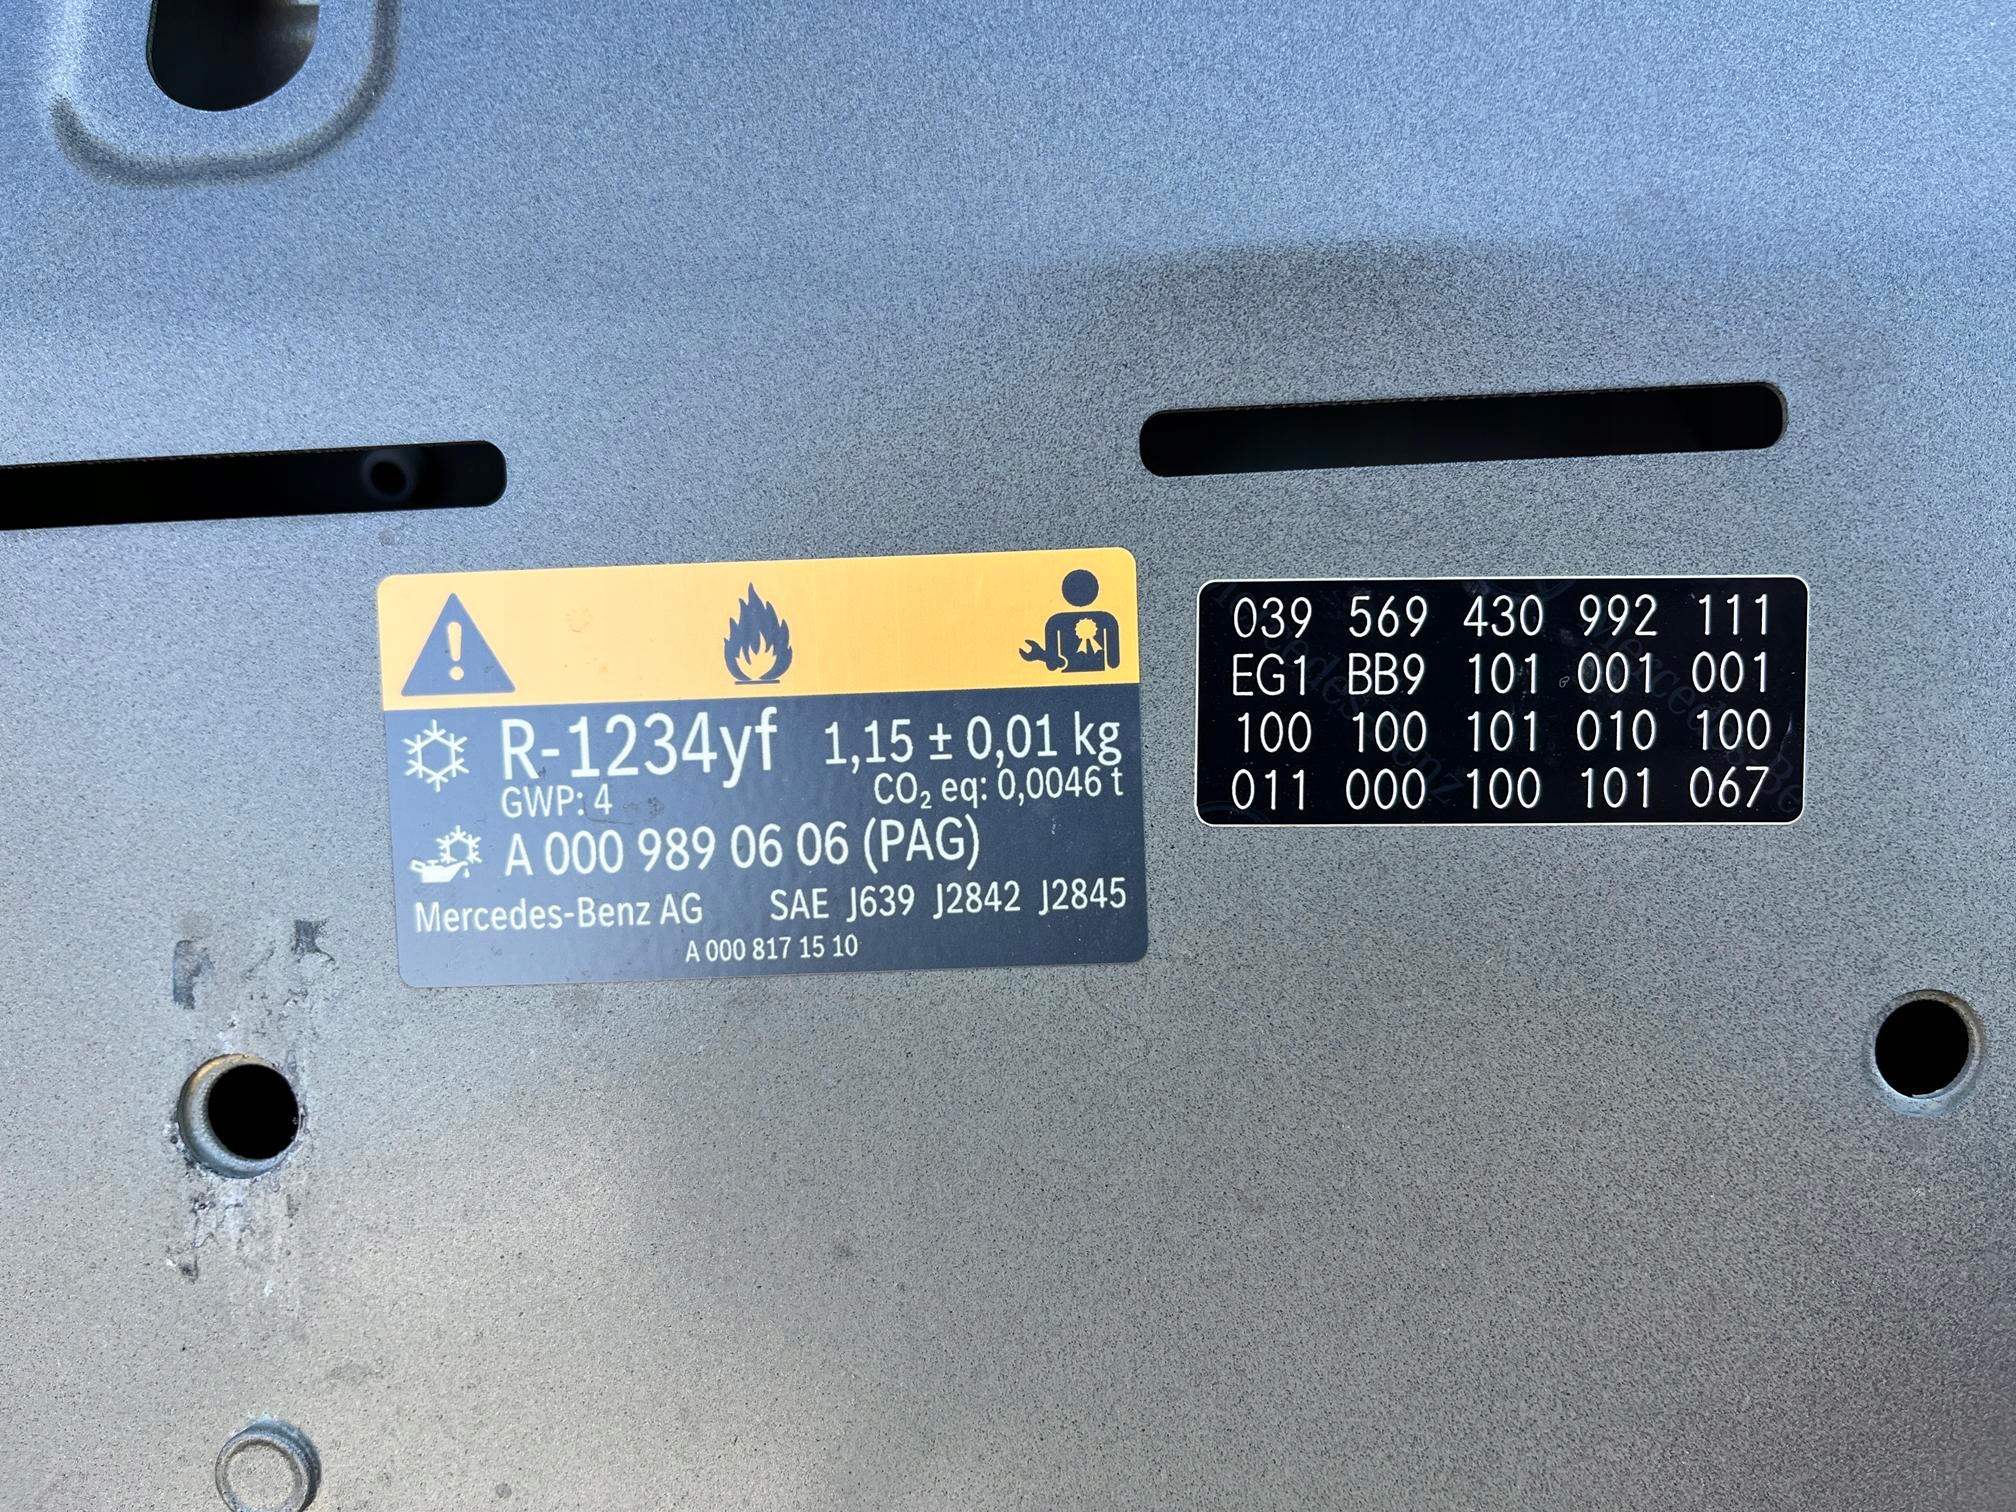 R-1234yf 1,15 ± 0,01 kg
GWP: 4 CO₂ eq: 0,0046 t
A 000 989 06 06 (PAG)
Mercedes-Benz AG SAE J639 J2842 J2845
A 000 817 15 10
039 569 430 992 111
EG1 BB9 101 001 001
100 100 101 010 100
011 000 100 101 067